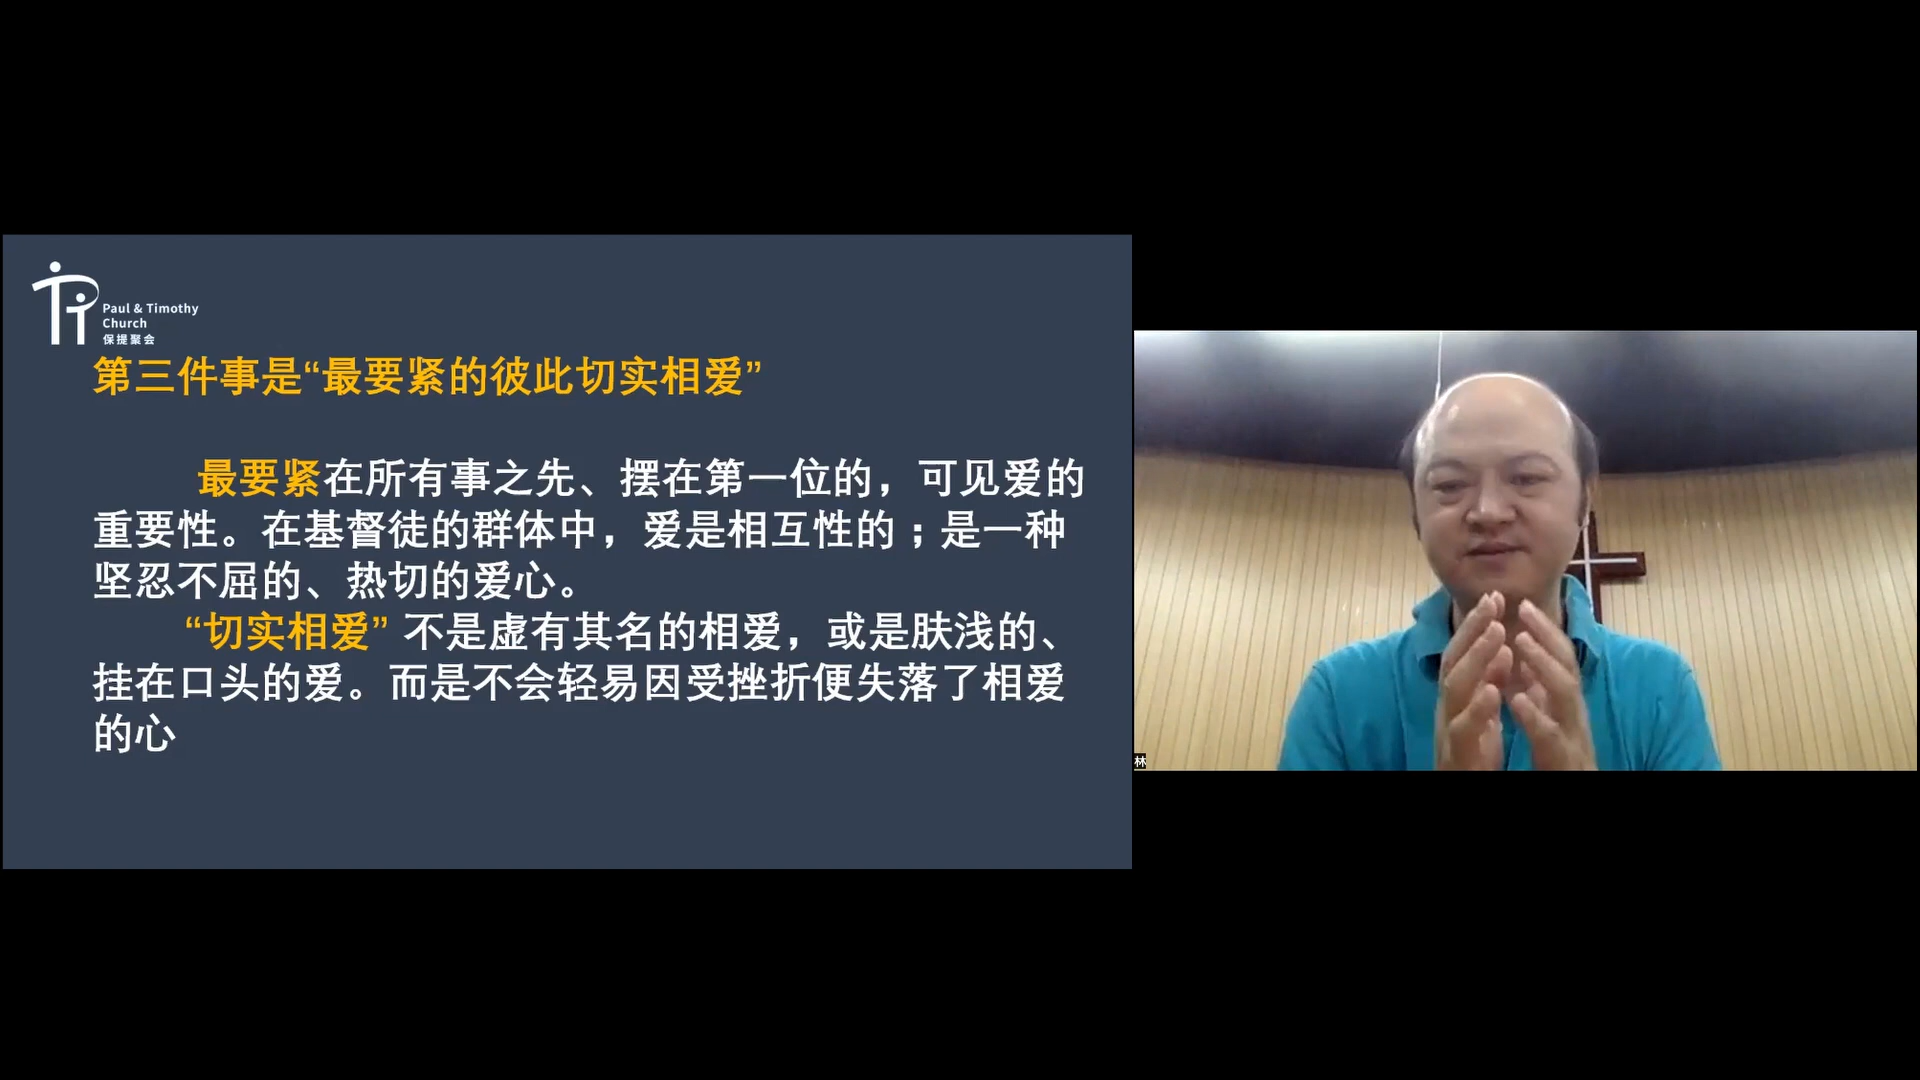 Paul & Timothy
Church
保提聚会
第三件事是“最要紧的彼此切实相爱”
最要紧在所有事之先、摆在第一位的，可见爱的
重要性。在基督徒的群体中，爱是相互性的；是一种
坚忍不屈的、热切的爱心。
“切实相爱” 不是虚有其名的相爱，或是肤浅的、
挂在口头的爱。而是不会轻易因受挫折便失落了相爱
的心
林